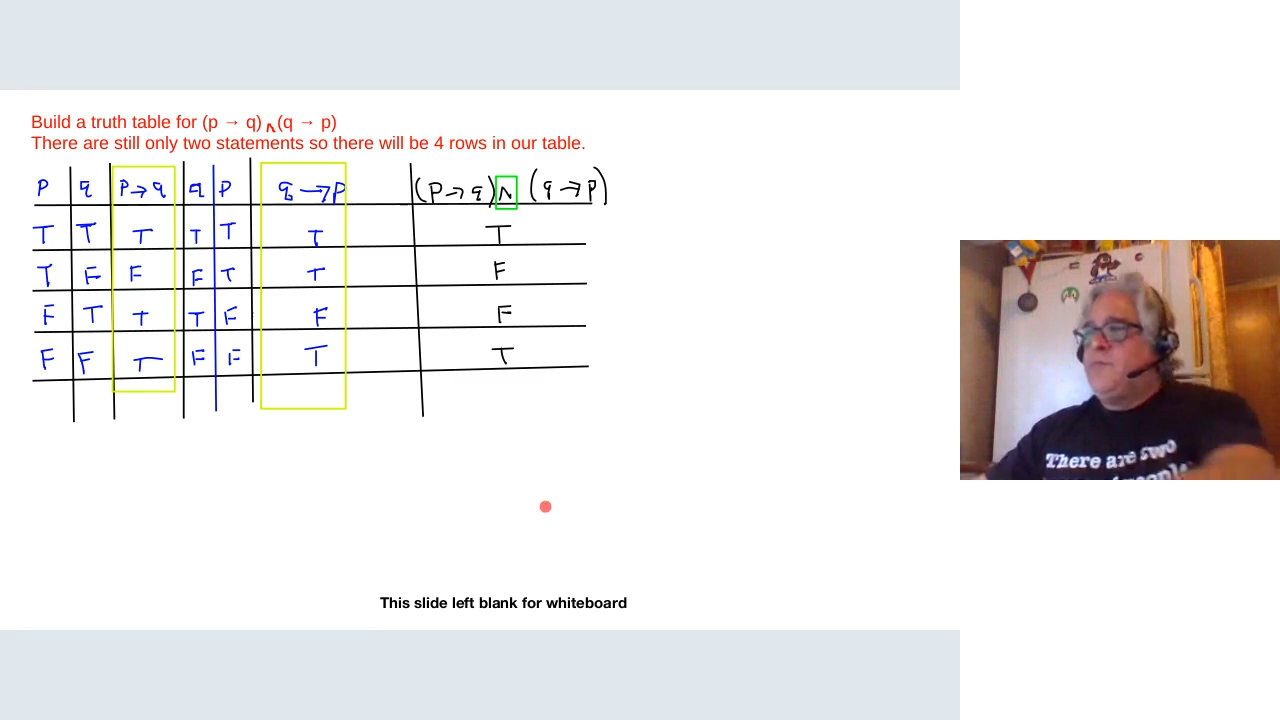 Build a truth table for (p → q) ∧ (q → p)
There are still only two statements so there will be 4 rows in our table.
P q P→q q P q→P (P→q) ∧ (q→P)
T T T T T T T
T F F F T T F
F T T T F F F
F F T F F T T
There are two
This slide left blank for whiteboard